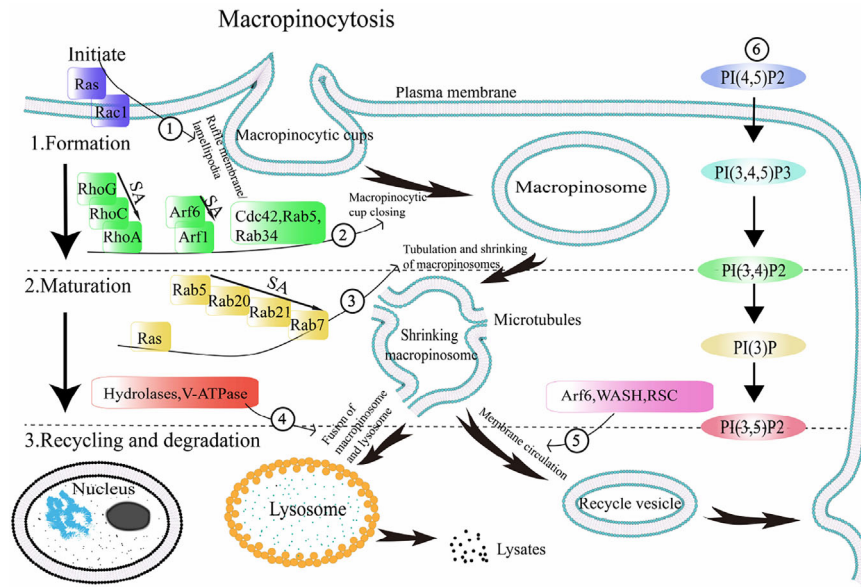 Macropinocytosis
Initiate
Ras
Rac1
1
Ruffle membrane/
lamellipodia
Macropinocytic cups
Plasma membrane
6
PI(4,5)P2
1.Formation
RhoG
RhoC
RhoA
SA
Arf6
Arf1
SA
Cdc42,Rab5,
Rab34
2
Macropinocytic
cup closing
Macropinosome
PI(3,4,5)P3
Tubulation and shrinking
of macropinosomes
PI(3,4)P2
2.Maturation
Rab5
Rab20
Rab21
Rab7
SA
3
Ras
Shrinking
macropinosome
Microtubules
PI(3)P
Hydrolases,V-ATPase
4
Fusion of
macropinosome
and lysosome
Arf6,WASH,RSC
5
Membrane circulation
PI(3,5)P2
3.Recycling and degradation
Nucleus
Lysosome
Lysates
Recycle vesicle